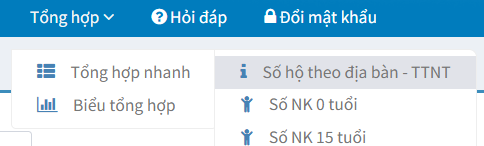 Tổng hợp Hỏi đáp Đổi mật khẩu
Tổng hợp nhanh Số hộ theo địa bàn - TTNT
Biểu tổng hợp Số NK 0 tuổi
Số NK 15 tuổi